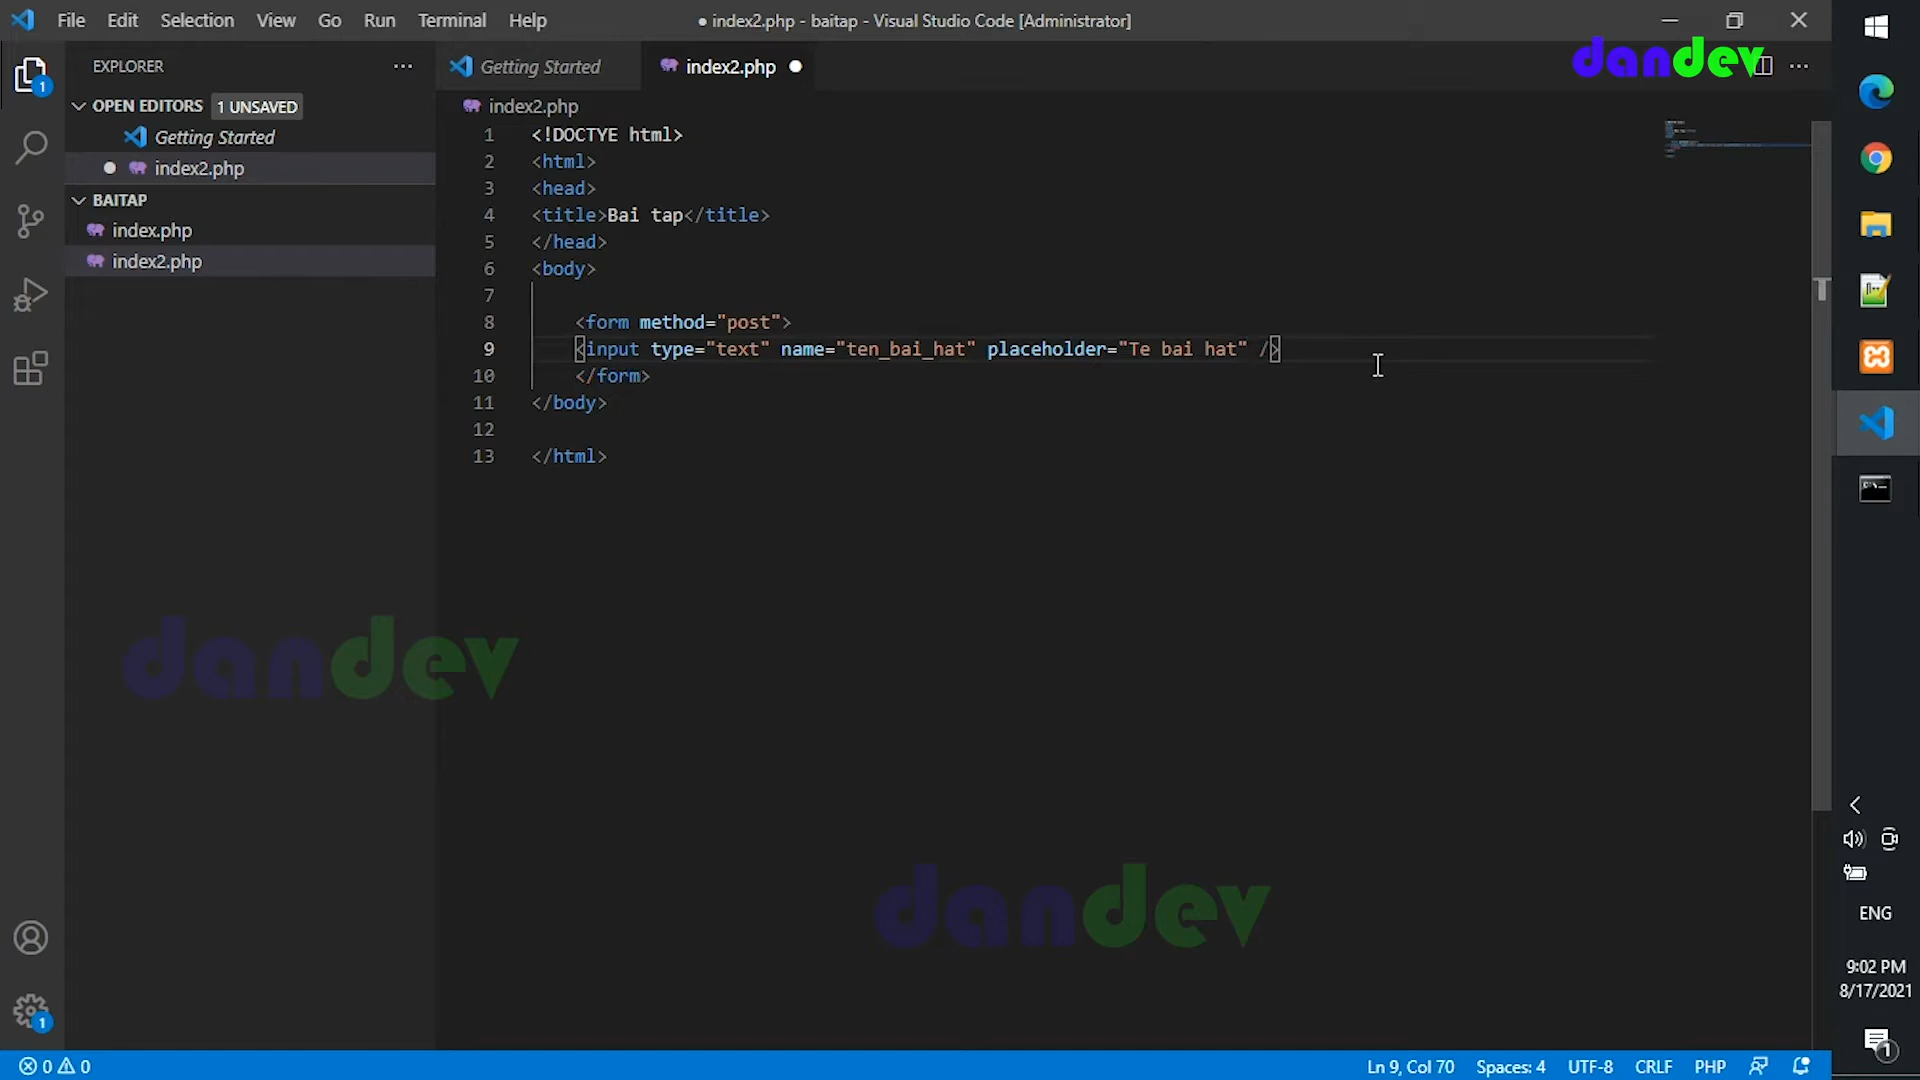 File Edit Selection View Go Run Terminal Help
● index2.php - baitap - Visual Studio Code [Administrator]
EXPLORER
Getting Started
index2.php
dandev
1
OPEN EDITORS
1 UNSAVED
Getting Started
index2.php
BAITAP
index.php
index2.php
index2.php
1 <!DOCTYE html>
2 <html>
3 <head>
4 <title>Bai tap</title>
5 </head>
6 <body>
7
8 <form method="post">
9 <input type="text" name="ten_bai_hat" placeholder="Te bai hat" />
10 </form>
11 </body>
12
13 </html>
dandev
dandev
ENG
9:02 PM
8/17/2021
1
1
0 0
Ln 9, Col 70 Spaces: 4 UTF-8 CRLF PHP